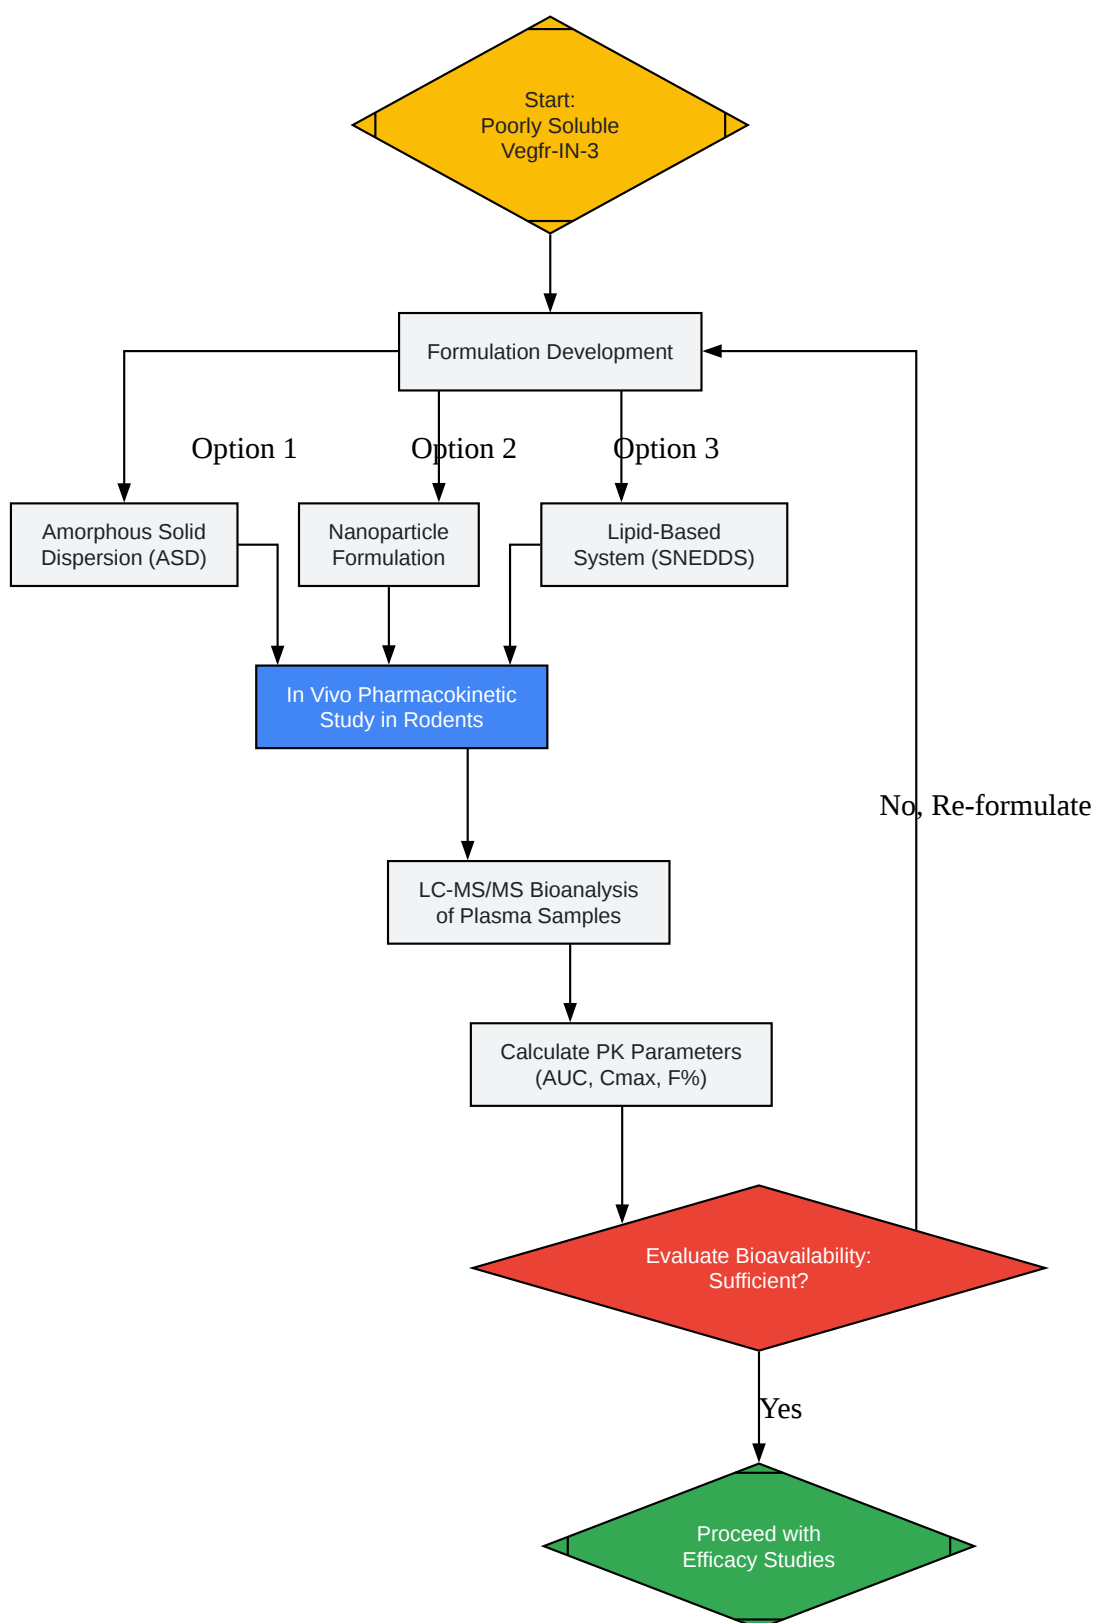 Start:
Poorly Soluble
Vegfr-IN-3
Formulation Development
Option 1
Option 2
Option 3
Amorphous Solid
Dispersion (ASD)
Nanoparticle
Formulation
Lipid-Based
System (SNEDDS)
In Vivo Pharmacokinetic
Study in Rodents
No, Re-formulate
LC-MS/MS Bioanalysis
of Plasma Samples
Calculate PK Parameters
(AUC, Cmax, F%)
Evaluate Bioavailability:
Sufficient?
Yes
Proceed with
Efficacy Studies